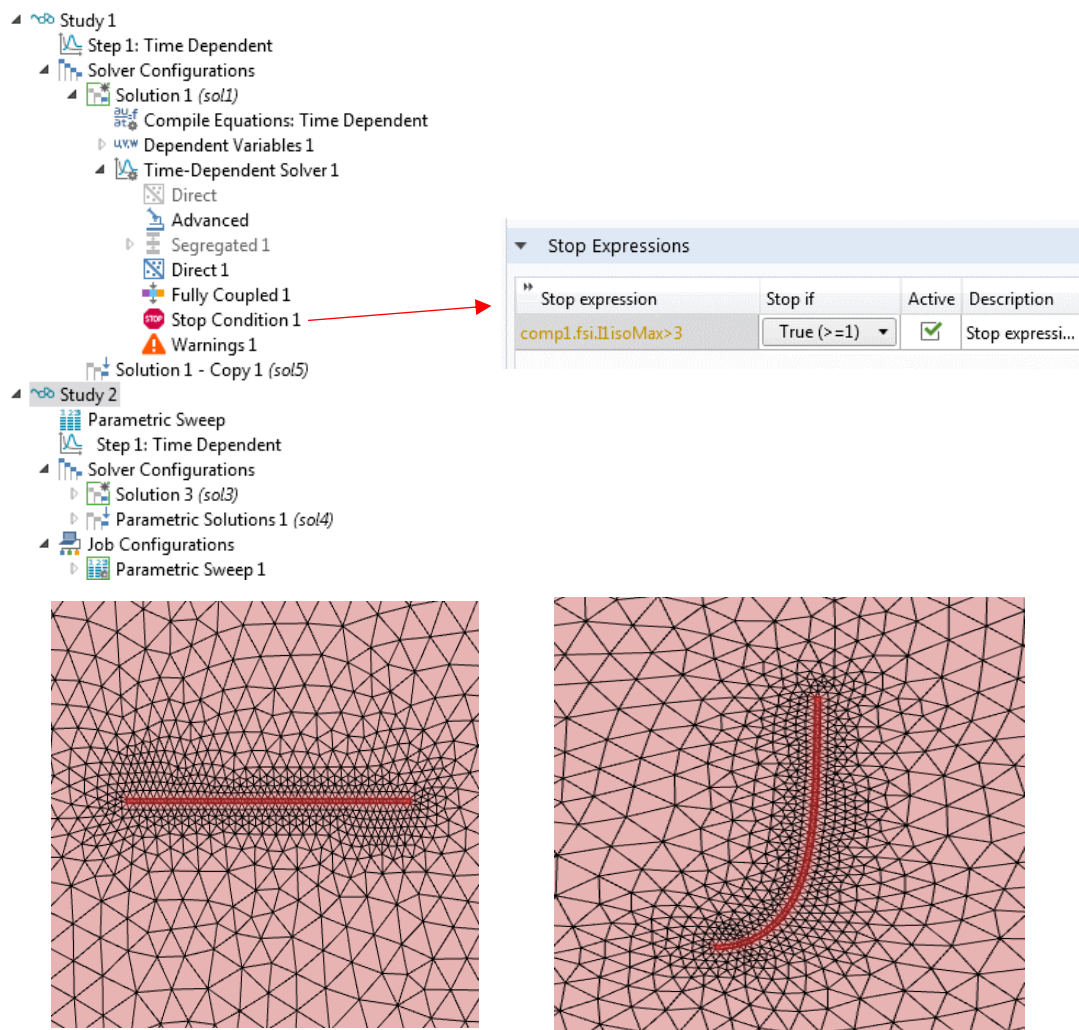 Study 1
Step 1: Time Dependent
Solver Configurations
Solution 1 (sol1)
Compile Equations: Time Dependent
Dependent Variables 1
Time-Dependent Solver 1
Direct
Advanced
Segregated 1
Direct 1
Fully Coupled 1
Stop Condition 1
Warnings 1
Solution 1 - Copy 1 (sol5)
Study 2
Parametric Sweep
Step 1: Time Dependent
Solver Configurations
Solution 3 (sol3)
Parametric Solutions 1 (sol4)
Job Configurations
Parametric Sweep 1
Stop Expressions
Stop expression Stop if Active Description
comp1.fsi.I1isoMax>3 True (>=1) Stop expressi...